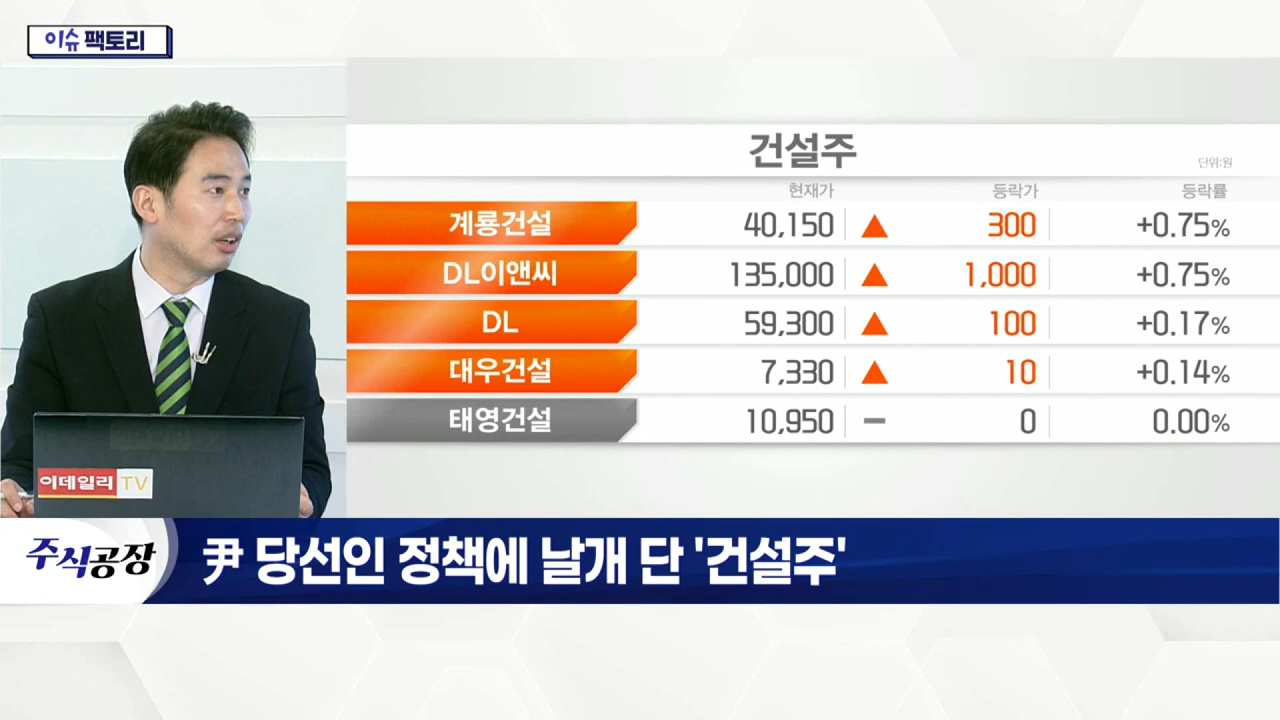 이슈 팩토리
건설주
단위:원
현재가 등락가 등락률
계룡건설 40,150 ▲ 300 +0.75%
DL이앤씨 135,000 ▲ 1,000 +0.75%
DL 59,300 ▲ 100 +0.17%
대우건설 7,330 ▲ 10 +0.14%
태영건설 10,950 - 0 0.00%
이데일리 TV
주식공장
尹 당선인 정책에 날개 단 '건설주'